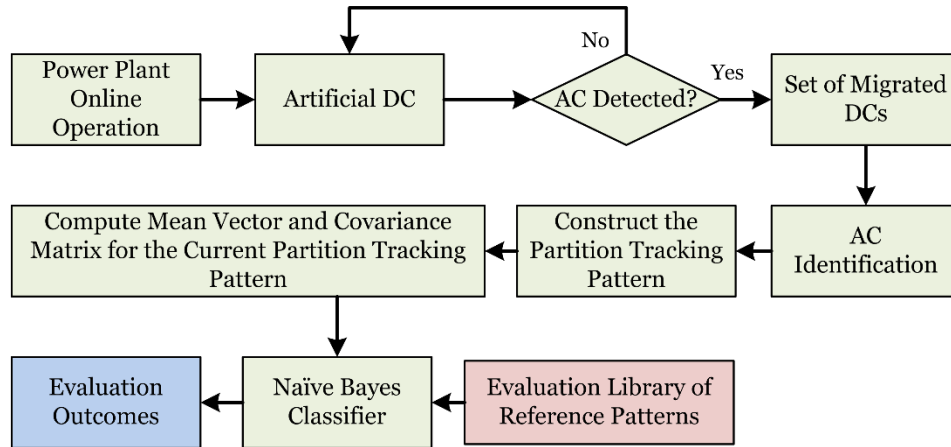 No
Power Plant
Online
Operation
Artificial DC
AC Detected?
Yes
Set of Migrated
DCs
Compute Mean Vector and Covariance
Matrix for the Current Partition Tracking
Pattern
Construct the
Partition Tracking
Pattern
AC
Identification
Evaluation
Outcomes
Naïve Bayes
Classifier
Evaluation Library of
Reference Patterns